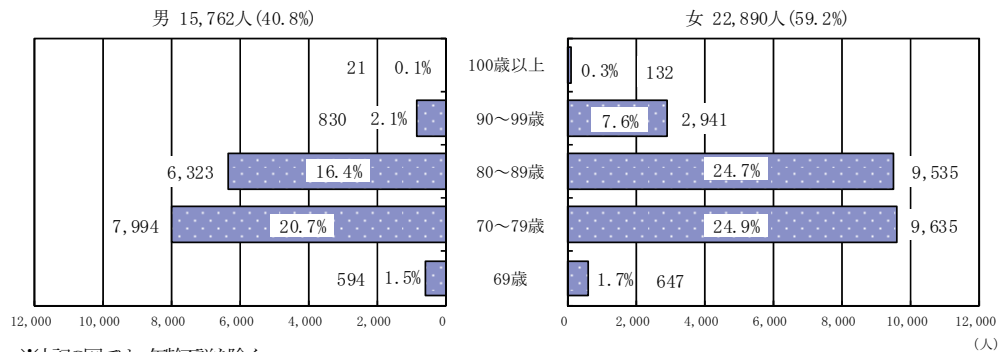 男 15,762人(40.8%)
女 22,890人(59.2%)
21 0.1% 100歳以上 0.3% 132
830 2.1% 90～99歳 7.6% 2,941
6,323 16.4% 80～89歳 24.7% 9,535
7,994 20.7% 70～79歳 24.9% 9,635
594 1.5% 69歳 1.7% 647
12,000 10,000 8,000 6,000 4,000 2,000 0
0 2,000 4,000 6,000 8,000 10,000 12,000
(人)